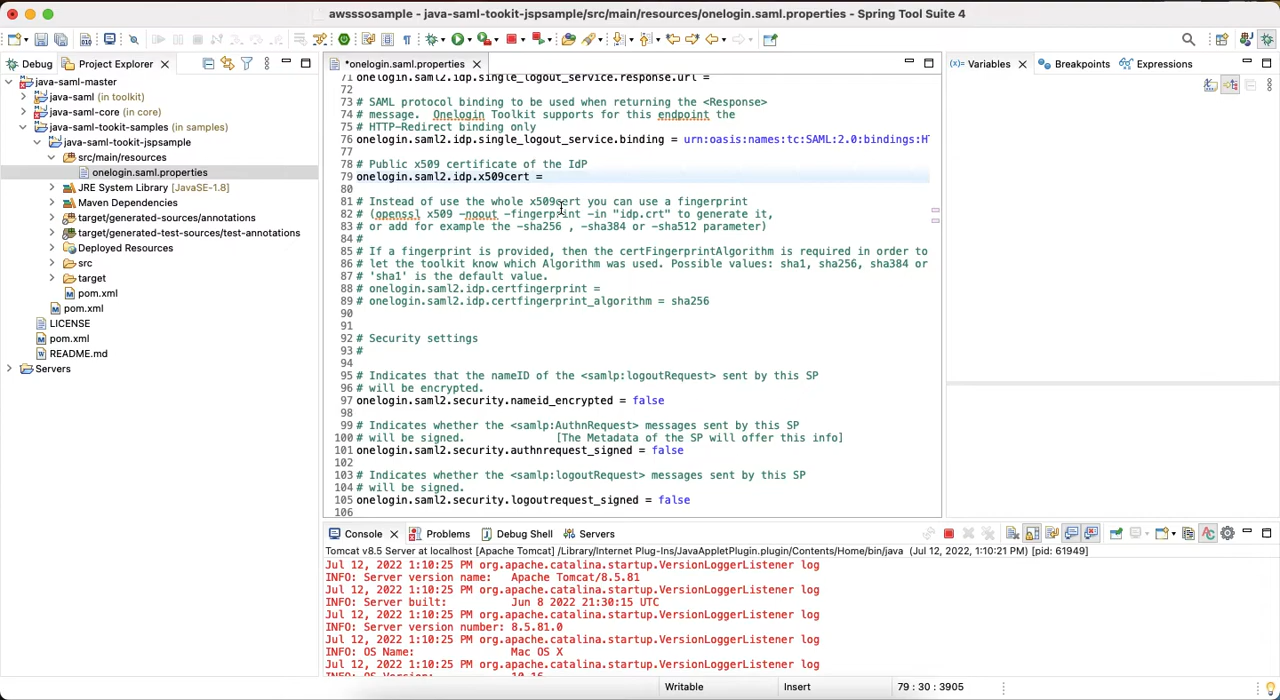 awsssosample - java-saml-tookit-jspsample/src/main/resources/onelogin.saml.properties - Spring Tool Suite 4
Debug
Project Explorer
java-saml-master
java-saml (in toolkit)
java-saml-core (in core)
java-saml-tookit-samples (in samples)
java-saml-tookit-jspsample
src/main/resources
onelogin.saml.properties
JRE System Library [JavaSE-1.8]
Maven Dependencies
target/generated-sources/annotations
target/generated-test-sources/test-annotations
Deployed Resources
src
target
pom.xml
pom.xml
LICENSE
pom.xml
README.md
Servers
*onelogin.saml.properties
71 onelogin.saml2.idp.single_logout_service.response.url =
72
73 # SAML protocol binding to be used when returning the <Response>
74 # message.  Onelogin Toolkit supports for this endpoint the
75 # HTTP-Redirect binding only
76 onelogin.saml2.idp.single_logout_service.binding = urn:oasis:names:tc:SAML:2.0:bindings:H
77
78 # Public x509 certificate of the IdP
79 onelogin.saml2.idp.x509cert =
80
81 # Instead of use the whole x509cert you can use a fingerprint
82 # (openssl x509 -noout -fingerprint -in "idp.crt" to generate it,
83 # or add for example the -sha256 , -sha384 or -sha512 parameter)
84 #
85 # If a fingerprint is provided, then the certFingerprintAlgorithm is required in order to
86 # let the toolkit know which Algorithm was used. Possible values: sha1, sha256, sha384 or
87 # 'sha1' is the default value.
88 # onelogin.saml2.idp.certfingerprint =
89 # onelogin.saml2.idp.certfingerprint_algorithm = sha256
90
91
92 # Security settings
93 #
94
95 # Indicates that the nameID of the <samlp:logoutRequest> sent by this SP
96 # will be encrypted.
97 onelogin.saml2.security.nameid_encrypted = false
98
99 # Indicates whether the <samlp:AuthnRequest> messages sent by this SP
100 # will be signed.          [The Metadata of the SP will offer this info]
101 onelogin.saml2.security.authnrequest_signed = false
102
103 # Indicates whether the <samlp:logoutRequest> messages sent by this SP
104 # will be signed.
105 onelogin.saml2.security.logoutrequest_signed = false
106
(x)= Variables
Breakpoints
Expressions
Console
Problems
Debug Shell
Servers
Tomcat v8.5 Server at localhost [Apache Tomcat] /Library/Internet Plug-Ins/JavaAppletPlugin.plugin/Contents/Home/bin/java (Jul 12, 2022, 1:10:21 PM) [pid: 61949]
Jul 12, 2022 1:10:25 PM org.apache.catalina.startup.VersionLoggerListener log
INFO: Server version name:   Apache Tomcat/8.5.81
Jul 12, 2022 1:10:25 PM org.apache.catalina.startup.VersionLoggerListener log
INFO: Server built:          Jun 8 2022 21:30:15 UTC
Jul 12, 2022 1:10:25 PM org.apache.catalina.startup.VersionLoggerListener log
INFO: Server version number: 8.5.81.0
Jul 12, 2022 1:10:25 PM org.apache.catalina.startup.VersionLoggerListener log
INFO: OS Name:               Mac OS X
Jul 12, 2022 1:10:25 PM org.apache.catalina.startup.VersionLoggerListener log
INFO: OS Version:            10.16
Writable
Insert
79 : 30 : 3905